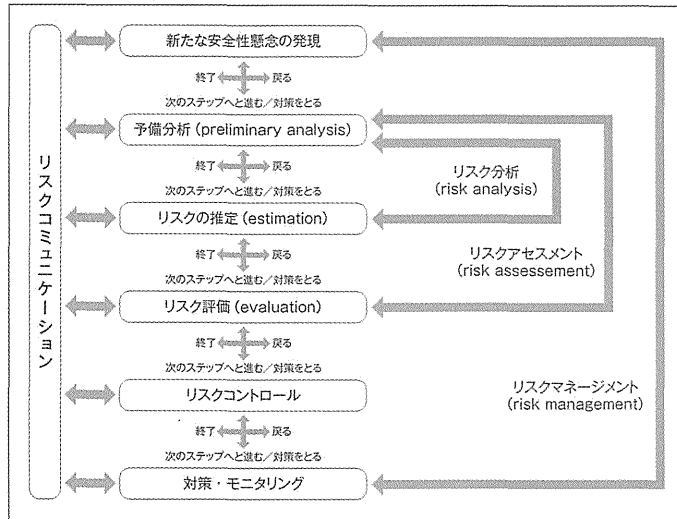 リスクコミュニケーション
新たな安全性懸念の発現
終了 戻る
次のステップへと進む/対策をとる
予備分析(preliminary analysis)
終了 戻る
次のステップへと進む/対策をとる
リスクの推定(estimation)
終了 戻る
次のステップへと進む/対策をとる
リスク評価(evaluation)
終了 戻る
次のステップへと進む/対策をとる
リスクコントロール
終了 戻る
次のステップへと進む/対策をとる
対策・モニタリング
リスク分析
(risk analysis)
リスクアセスメント
(risk assessement)
リスクマネージメント
(risk management)